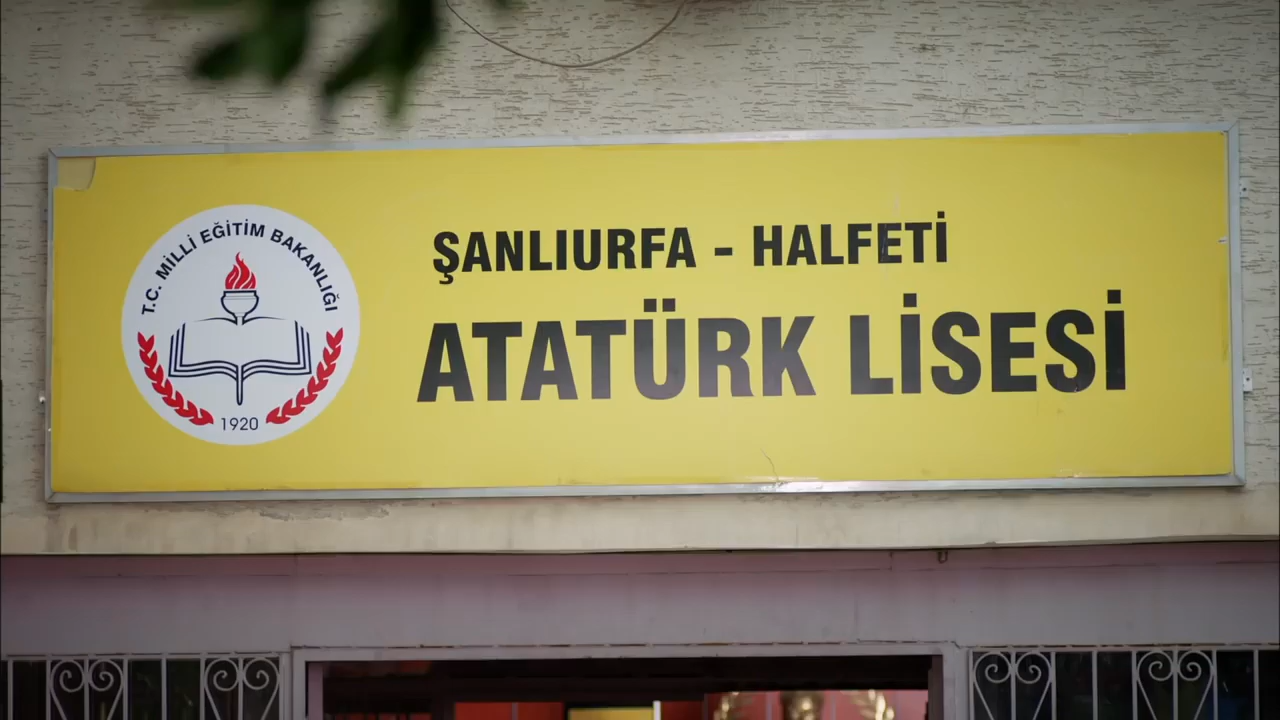 T.C. MİLLİ EĞİTİM BAKANLIĞI
1920
ŞANLIURFA - HALFETİ
ATATÜRK LİSESİ